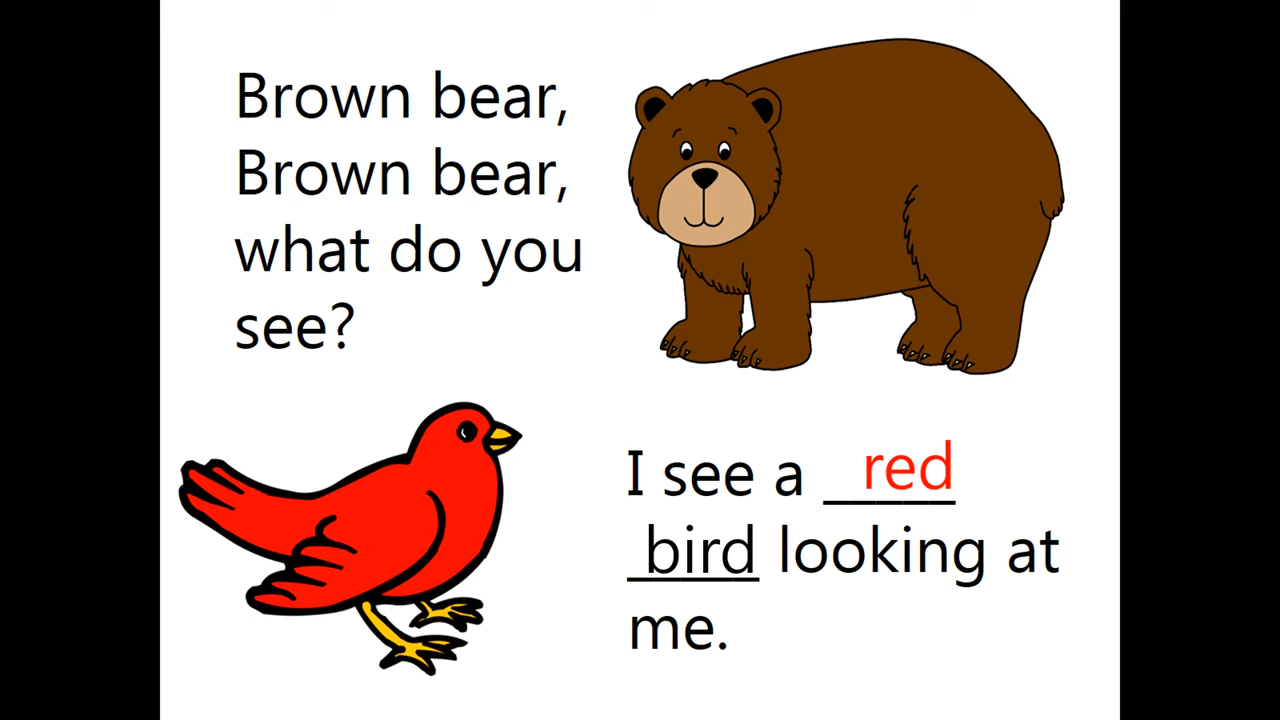 Brown bear,
Brown bear,
what do you
see?
I see a red
bird looking at
me.